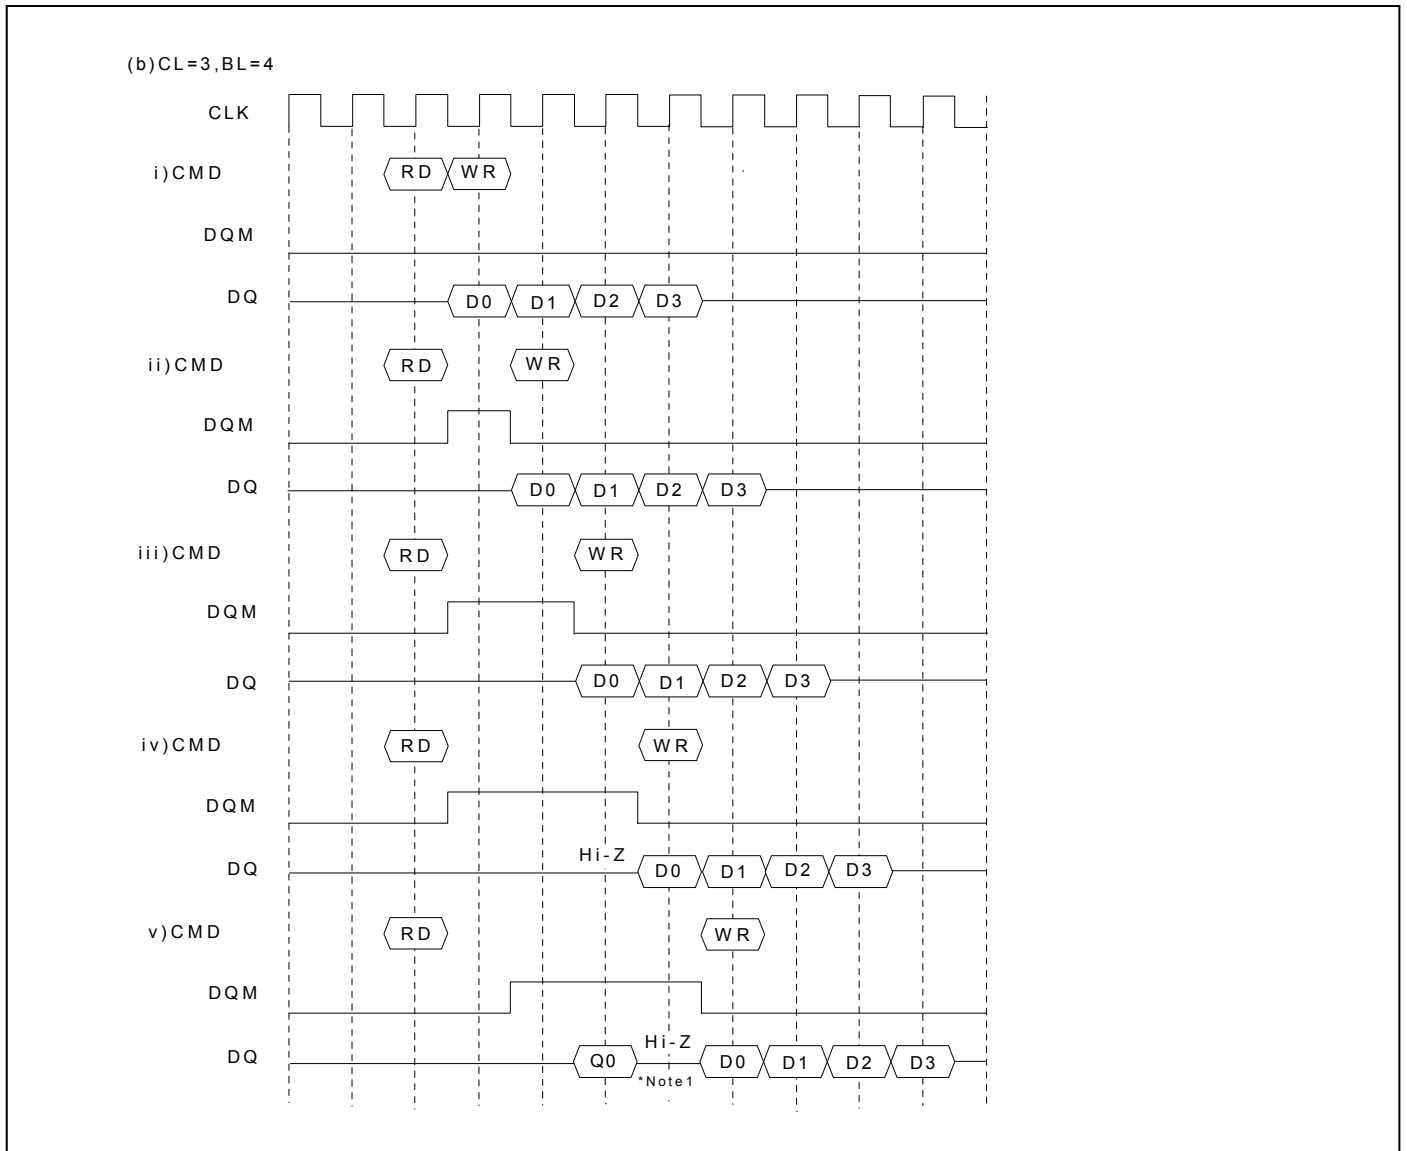 (b)CL=3,BL=4
CLK
i)CMD RD WR
DQM
DQ D0 D1 D2 D3
ii)CMD RD WR
DQM
DQ D0 D1 D2 D3
iii)CMD RD WR
DQM
DQ D0 D1 D2 D3
iv)CMD RD WR
DQM
Hi-Z
DQ D0 D1 D2 D3
v)CMD RD WR
DQM
Hi-Z
DQ Q0 D0 D1 D2 D3
*Note1